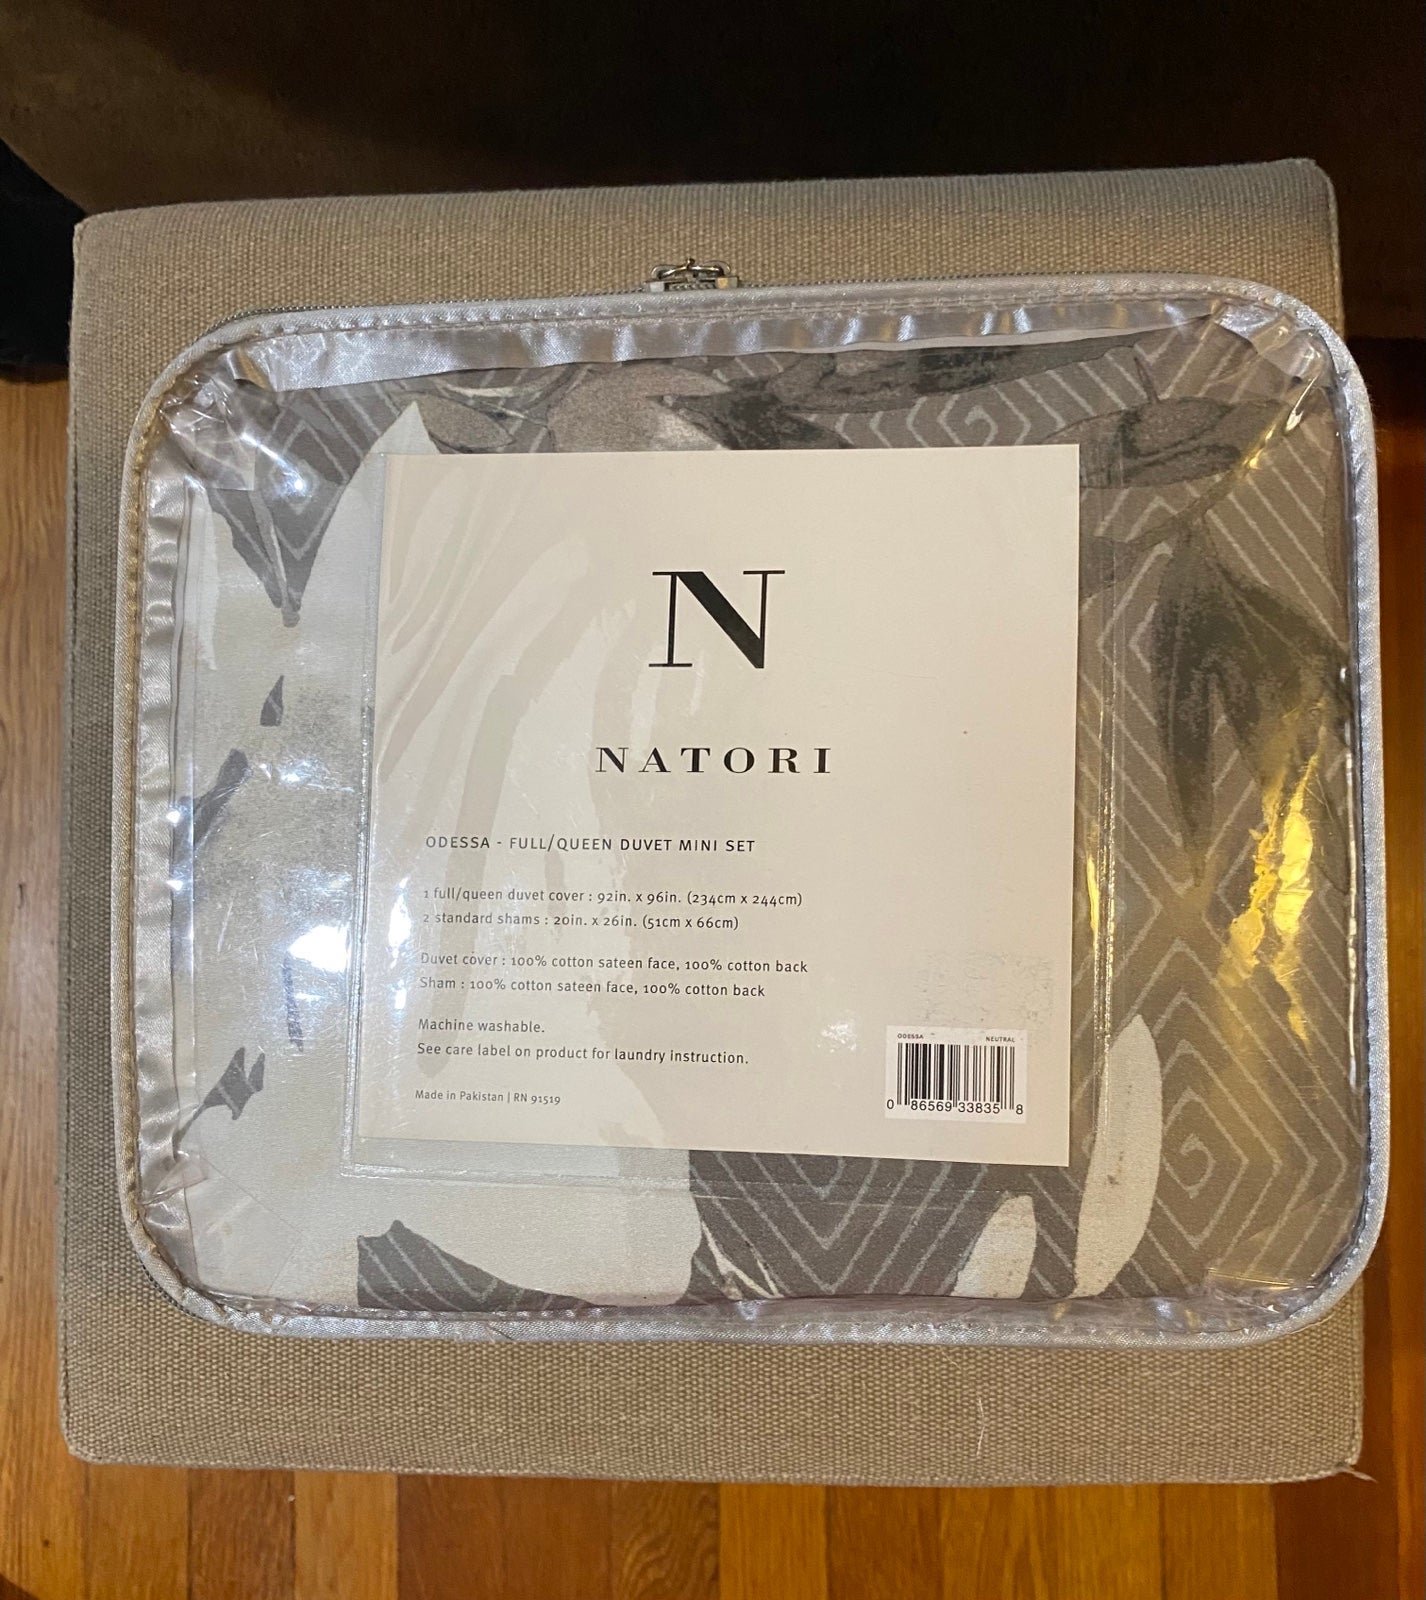 N
NATORI
ODESSA - FULL/QUEEN DUVET MINI SET
1 full/queen duvet cover : 92in. x 96in. (234cm x 244cm)
2 standard shams : 20in. x 26in. (51cm x 66cm)
Duvet cover : 100% cotton sateen face, 100% cotton back
Sham : 100% cotton sateen face, 100% cotton back
Machine washable.
See care label on product for laundry instruction.
Made in Pakistan | RN 91519
ODESSA NEUTRAL
0 86569 33835 8